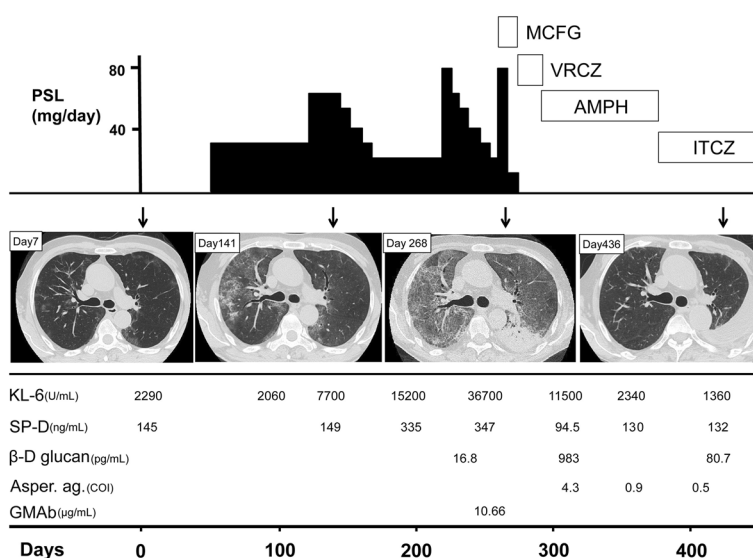 MCFG
80
VRCZ
PSL
(mg/day)
AMPH
40
ITCZ
Day7
Day141
Day 268
Day436
KL-6(U/mL) 2290 2060 7700 15200 36700 11500 2340 1360
SP-D(ng/mL) 145 149 335 347 94.5 130 132
β-D glucan(pg/mL) 16.8 983 80.7
Asper. ag.(COI) 4.3 0.9 0.5
GMAb(μg/mL) 10.66
Days 0 100 200 300 400